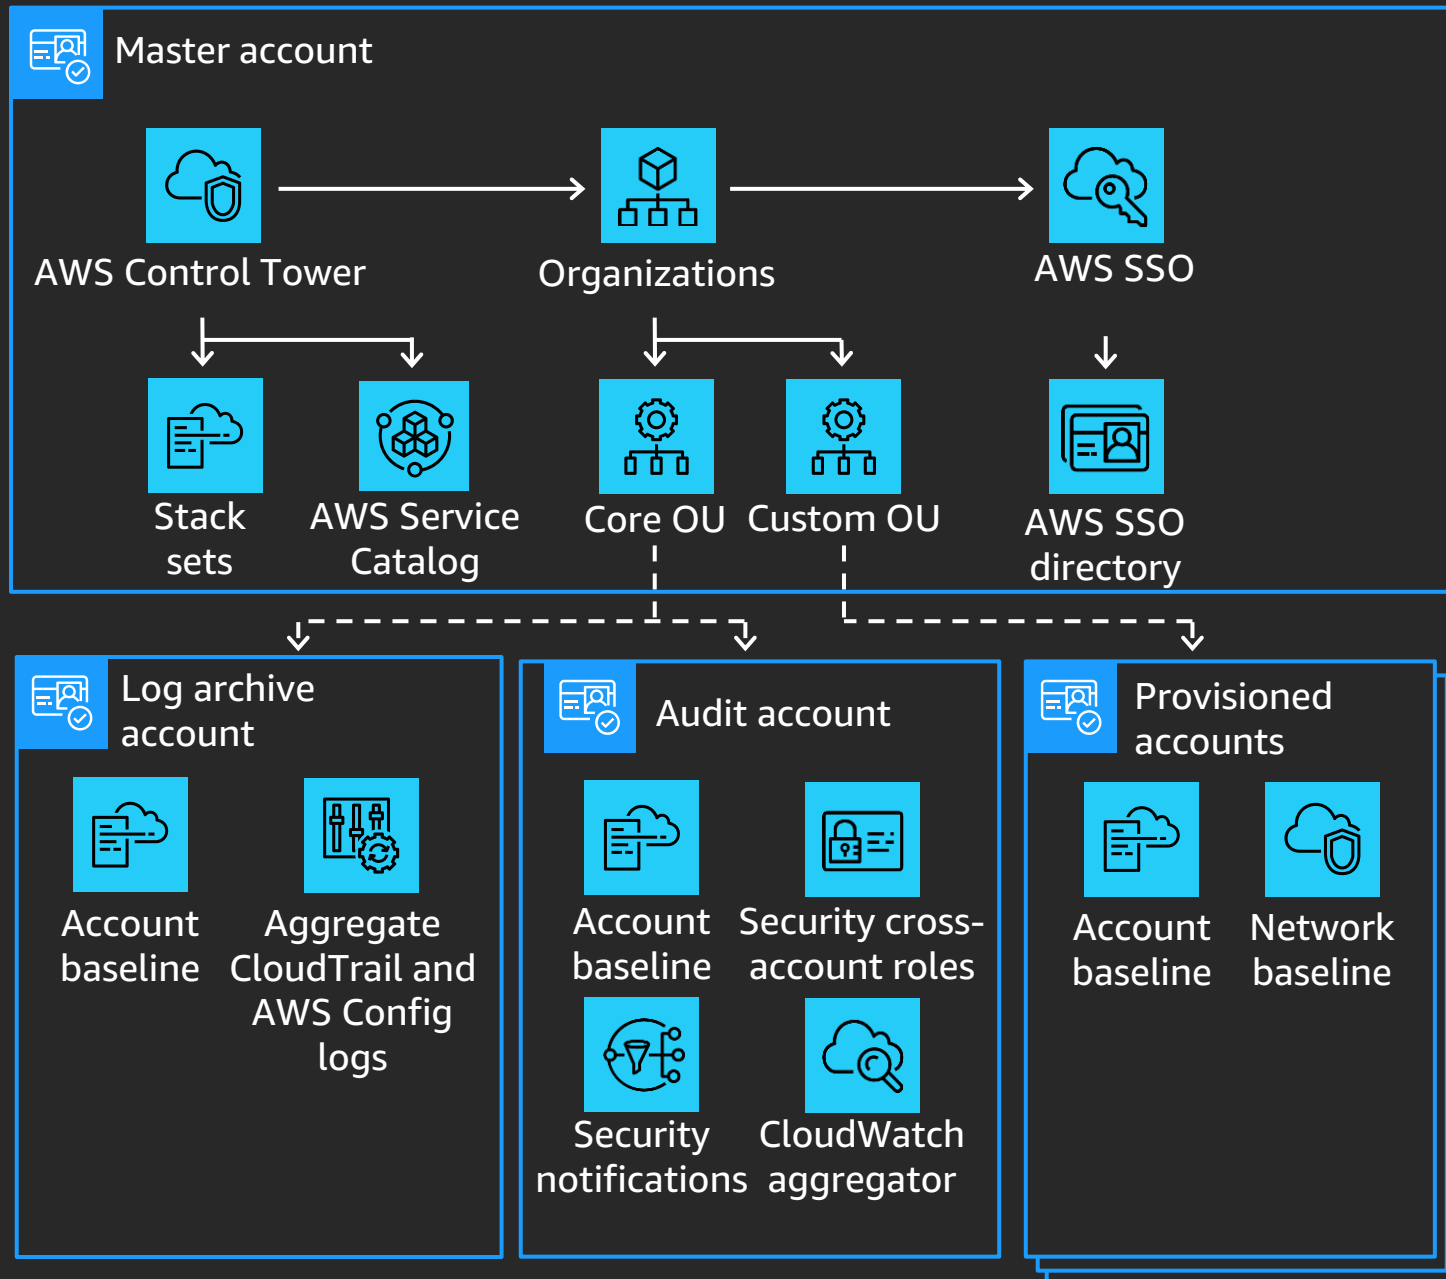 Master account
AWS Control Tower
Organizations
AWS SSO
Stack
sets
AWS Service
Catalog
Core OU
Custom OU
AWS SSO
directory
Log archive
account
Account
baseline
Aggregate
CloudTrail and
AWS Config
logs
Audit account
Account
baseline
Security cross-
account roles
Security
notifications
CloudWatch
aggregator
Provisioned
accounts
Account
baseline
Network
baseline